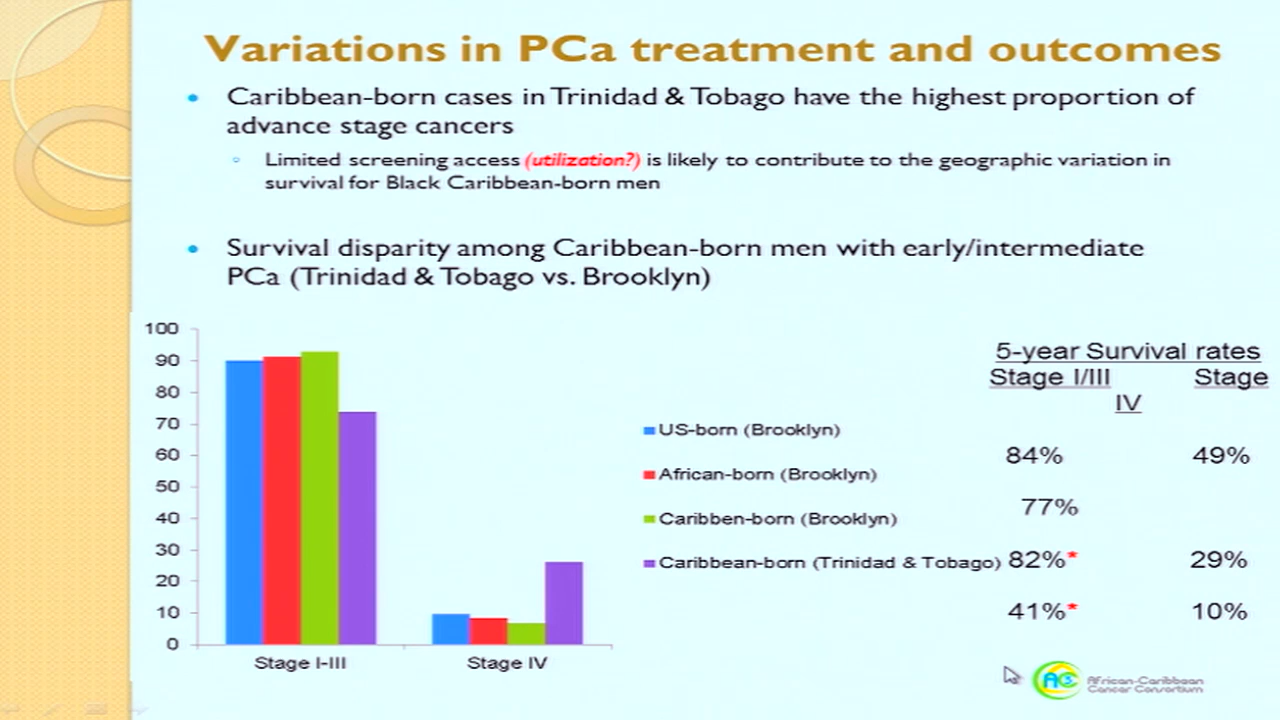 Variations in PCa treatment and outcomes
Caribbean-born cases in Trinidad & Tobago have the highest proportion of
advance stage cancers
Limited screening access (utilization?) is likely to contribute to the geographic variation in
survival for Black Caribbean-born men
Survival disparity among Caribbean-born men with early/intermediate
PCa (Trinidad & Tobago vs. Brooklyn)
100
90
80
70
60
50
40
30
20
10
0
Stage I-III
Stage IV
US-born (Brooklyn)
African-born (Brooklyn)
Caribben-born (Brooklyn)
Caribbean-born (Trinidad & Tobago)
5-year Survival rates
Stage I/III Stage
IV
84% 49%
77%
82%* 29%
41%* 10%
African-Caribbean
Cancer Consortium